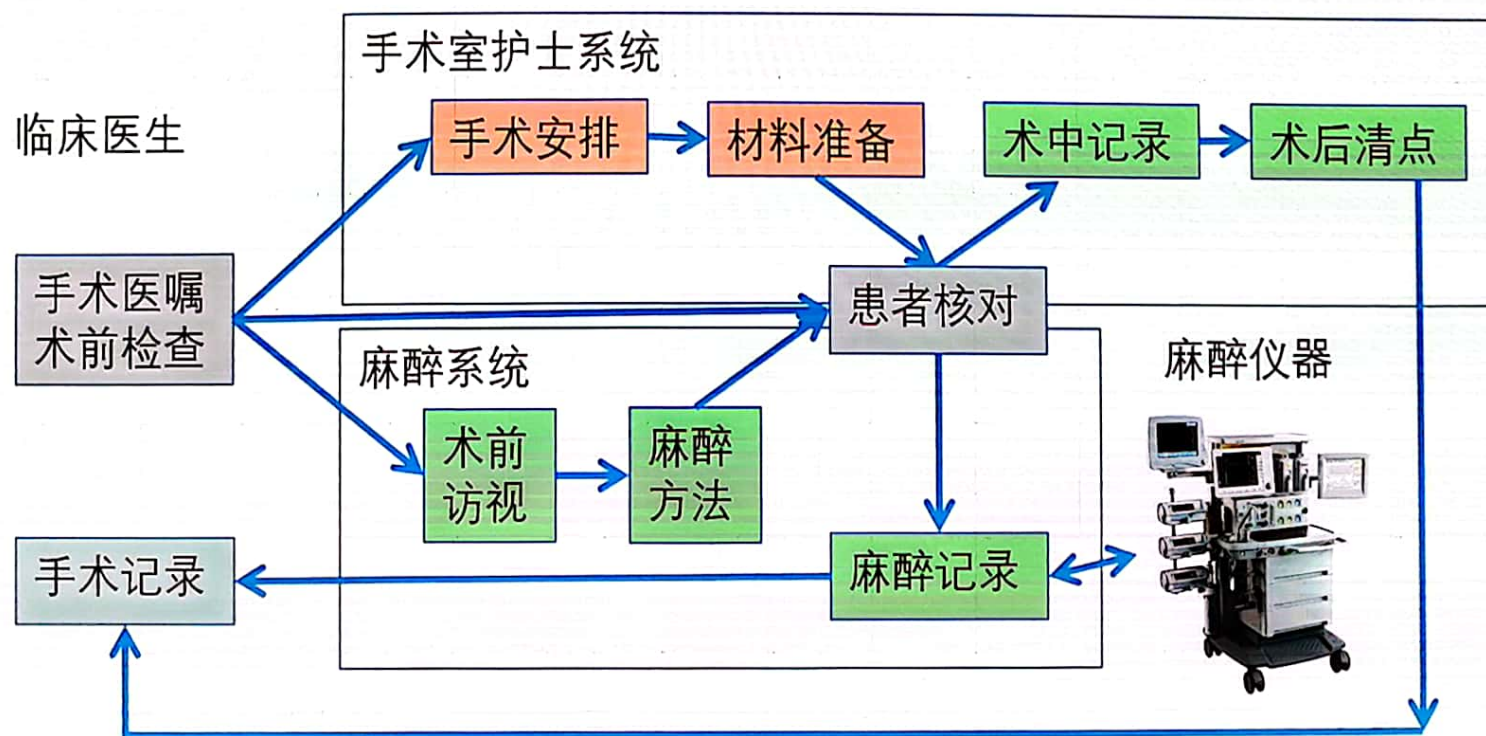 手术室护士系统
临床医生
手术安排
材料准备
术中记录
术后清点
手术医嘱
术前检查
患者核对
麻醉系统
麻醉仪器
术前
访视
麻醉
方法
手术记录
麻醉记录